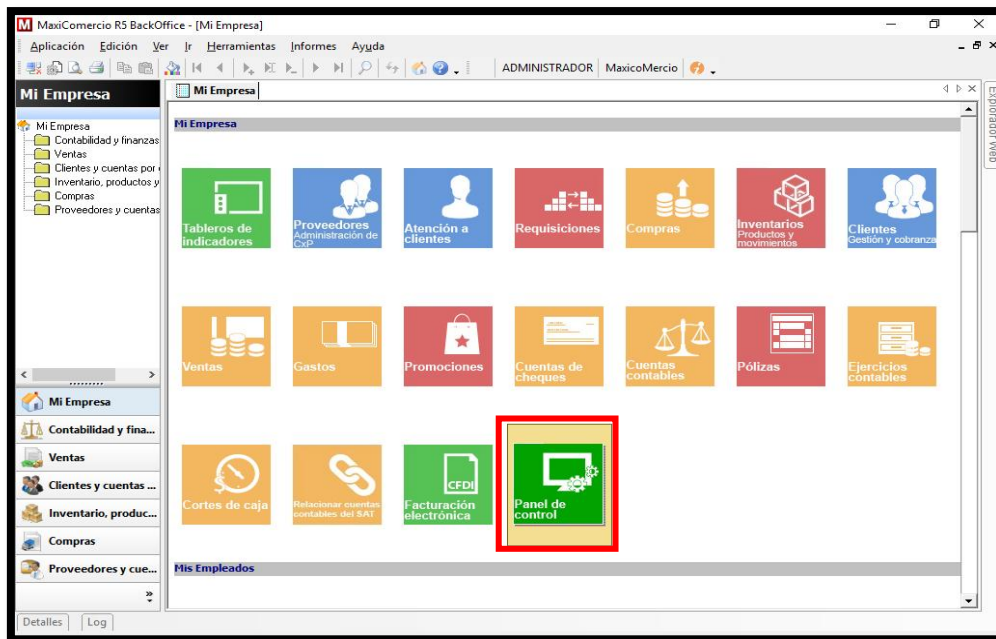 MaxiComercio R5 BackOffice - [Mi Empresa]
Aplicación Edición Ver Ir Herramientas Informes Ayuda
ADMINISTRADOR MaxicoMercio
Mi Empresa
Mi Empresa
Explorador Web
Mi Empresa
Contabilidad y finanzas
Ventas
Clientes y cuentas por
Inventario, productos y
Compras
Proveedores y cuentas
Mi Empresa
Tableros de
indicadores
Proveedores
Administración de
CxP
Atención a
clientes
Requisiciones
Compras
Inventarios
Productos y
movimientos
Clientes
Gestión y cobranza
Ventas
Gastos
Promociones
Cuentas de
cheques
Cuentas
contables
Pólizas
Ejercicios
contables
Cortes de caja
Relacionar cuentas
contables del SAT
CFDI
Facturación
electrónica
Panel de
control
Mis Empleados
Mi Empresa
Contabilidad y fina...
Ventas
Clientes y cuentas ...
Inventario, produc...
Compras
Proveedores y cue...
Detalles Log